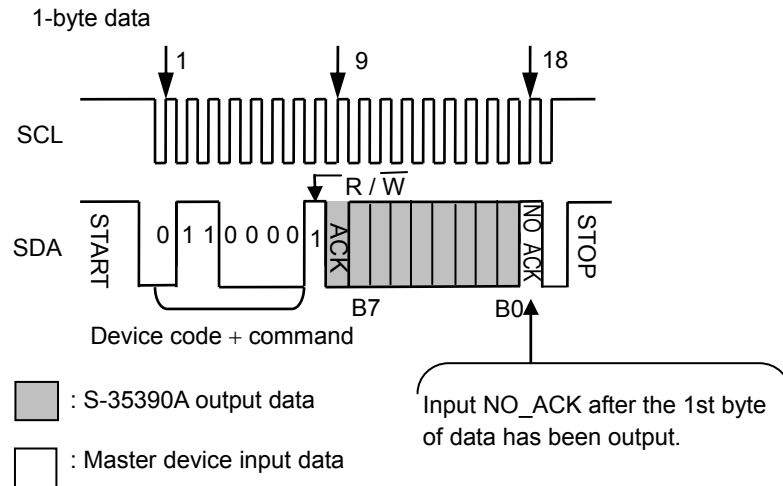 1-byte data
1 9 18
SCL
R / W
SDA START 0 1 1 0 0 0 0 1 ACK NO_ACK STOP
B7 B0
Device code + command
: S-35390A output data
Input NO_ACK after the 1st byte
of data has been output.
: Master device input data